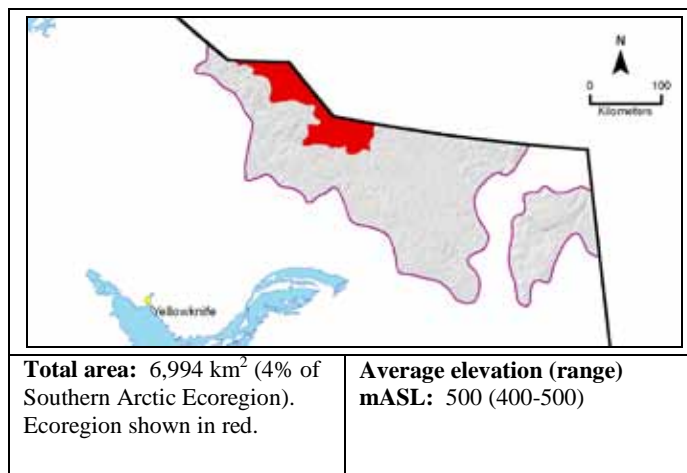 N
0 100
Kilometers
Yellowknife
Total area: 6,994 km² (4% of
Southern Arctic Ecoregion).
Ecoregion shown in red.
Average elevation (range)
mASL: 500 (400-500)